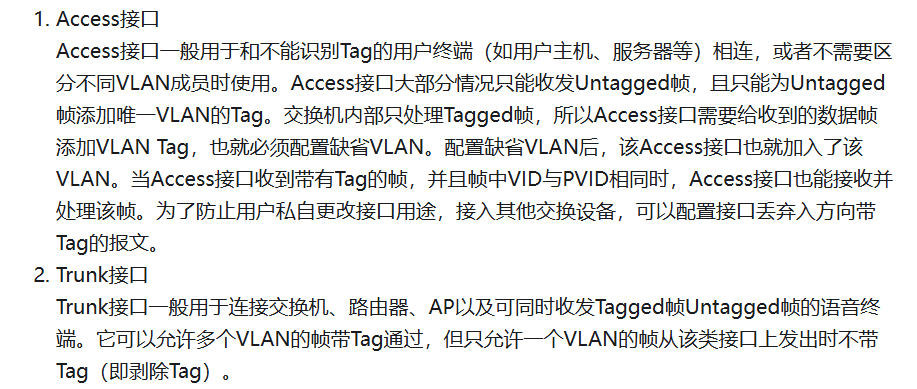 1. Access接口
Access接口一般用于和不能识别Tag的用户终端（如用户主机、服务器等）相连，或者不需要区
分不同VLAN成员时使用。Access接口大部分情况只能收发Untagged帧，且只能为Untagged
帧添加唯一VLAN的Tag。交换机内部只处理Tagged帧，所以Access接口需要给收到的数据帧
添加VLAN Tag，也就必须配置缺省VLAN。配置缺省VLAN后，该Access接口也就加入了该
VLAN。当Access接口收到带有Tag的帧，并且帧中VID与PVID相同时，Access接口也能接收并
处理该帧。为了防止用户私自更改接口用途，接入其他交换设备，可以配置接口丢弃入方向带
Tag的报文。
2. Trunk接口
Trunk接口一般用于连接交换机、路由器、AP以及可同时收发Tagged帧Untagged帧的语音终
端。它可以允许多个VLAN的帧带Tag通过，但只允许一个VLAN的帧从该类接口上发出时不带
Tag（即剥除Tag）。